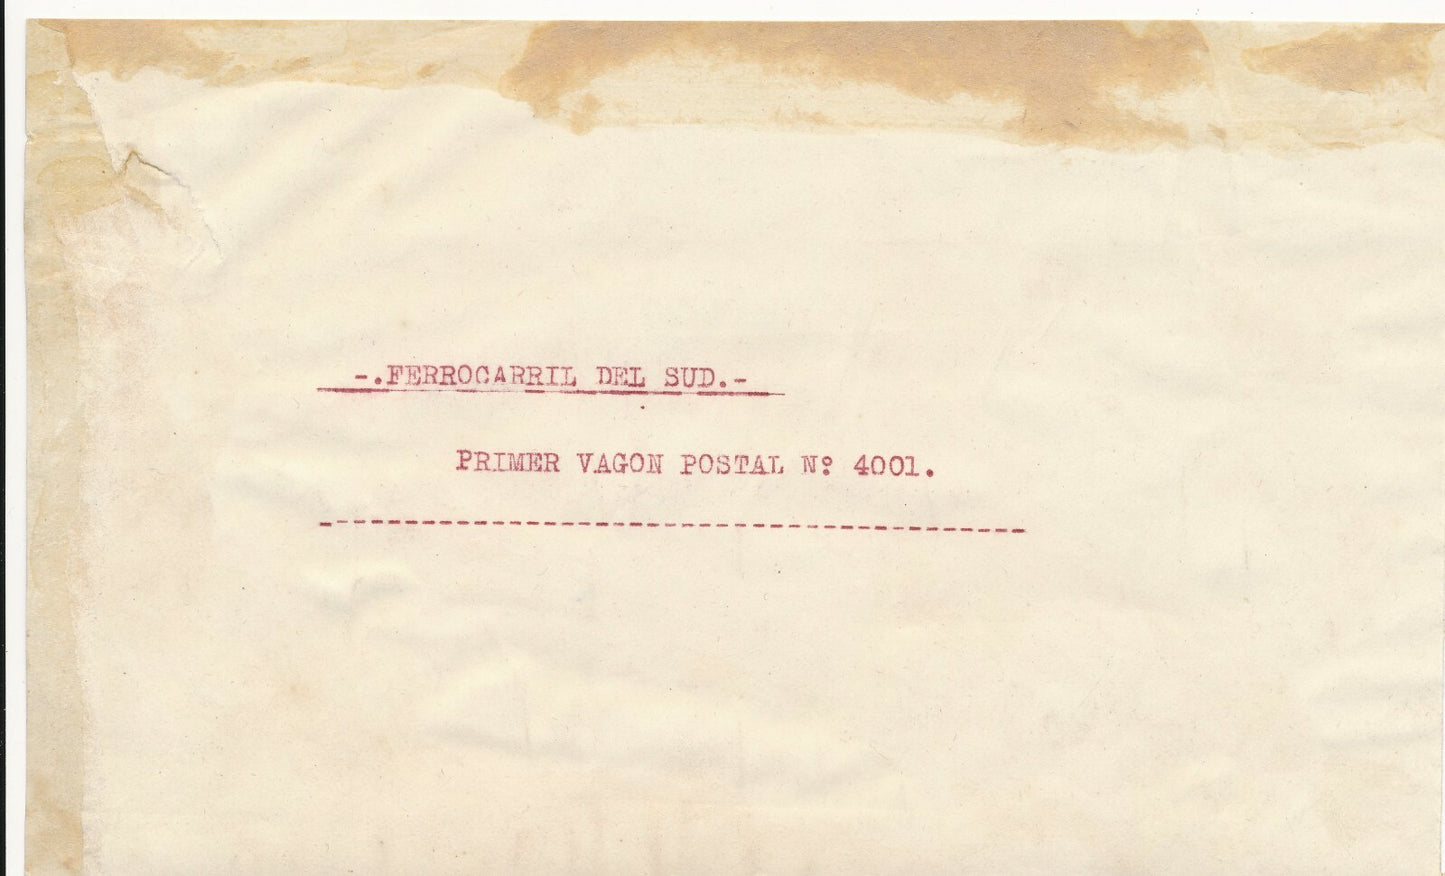 -.FERROCARRIL DEL SUD.-
PRIMER VAGON POSTAL Nº 4001.
-----------------------------------------